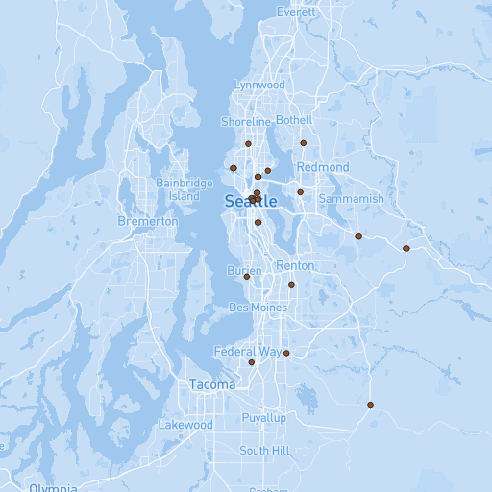 Everett
Lynnwood
Shoreline
Bothell
Redmond
Bainbridge
Island
Sammamish
Seattle
Bremerton
Renton
Burien
Des Moines
Federal Way
Tacoma
Puyallup
Lakewood
South Hill
Olympia
Graham